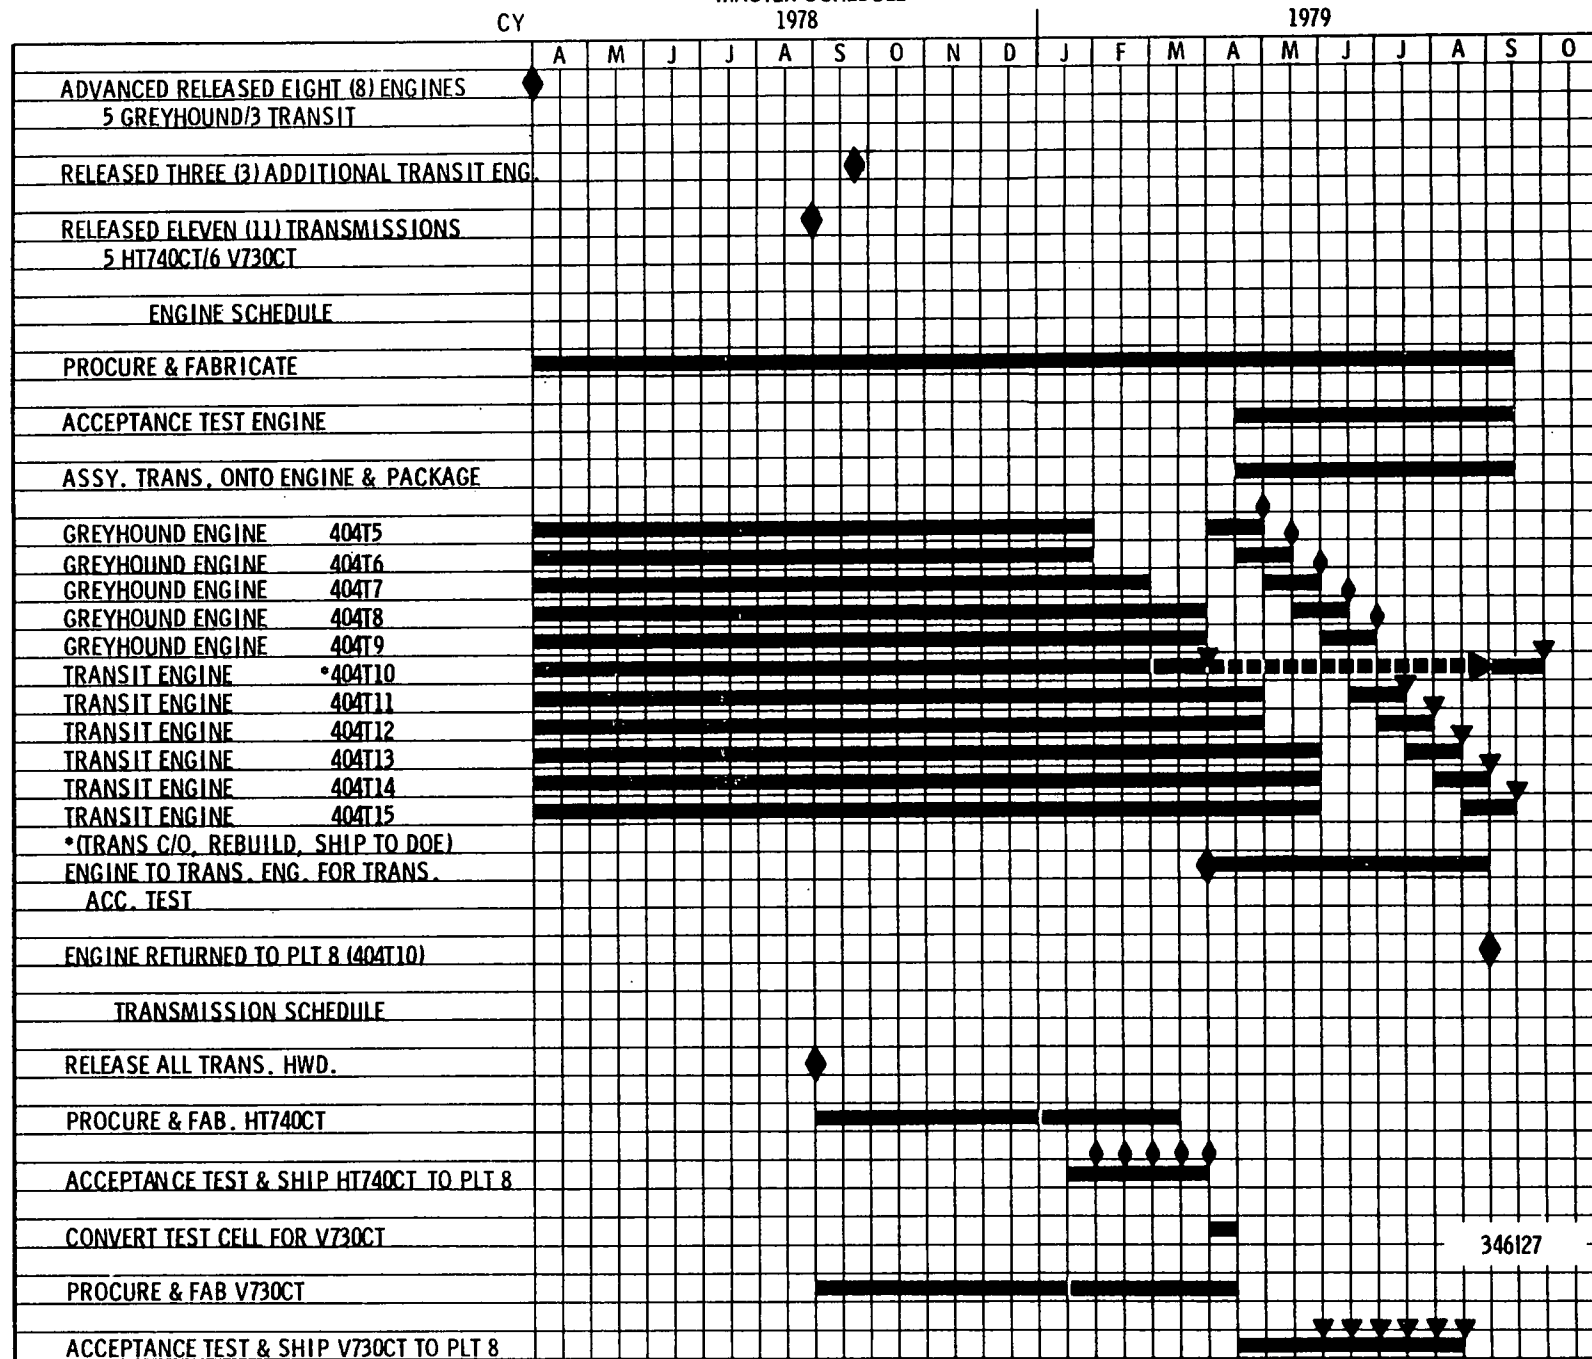 CY 1978 1979
A M J J A S O N D J F M A M J J A S O
ADVANCED RELEASED EIGHT (8) ENGINES
5 GREYHOUND/3 TRANSIT
RELEASED THREE (3) ADDITIONAL TRANSIT ENG.
RELEASED ELEVEN (11) TRANSMISSIONS
5 HT740CT/6 V730CT
ENGINE SCHEDULE
PROCURE & FABRICATE
ACCEPTANCE TEST ENGINE
ASSY. TRANS. ONTO ENGINE & PACKAGE
GREYHOUND ENGINE 404T5
GREYHOUND ENGINE 404T6
GREYHOUND ENGINE 404T7
GREYHOUND ENGINE 404T8
GREYHOUND ENGINE 404T9
TRANSIT ENGINE *404T10
TRANSIT ENGINE 404T11
TRANSIT ENGINE 404T12
TRANSIT ENGINE 404T13
TRANSIT ENGINE 404T14
TRANSIT ENGINE 404T15
*(TRANS C/O, REBUILD, SHIP TO DOE)
ENGINE TO TRANS. ENG. FOR TRANS.
ACC. TEST
ENGINE RETURNED TO PLT 8 (404T10)
TRANSMISSION SCHEDULE
RELEASE ALL TRANS. HWD.
PROCURE & FAB. HT740CT
ACCEPTANCE TEST & SHIP HT740CT TO PLT 8
CONVERT TEST CELL FOR V730CT
346127
PROCURE & FAB V730CT
ACCEPTANCE TEST & SHIP V730CT TO PLT 8